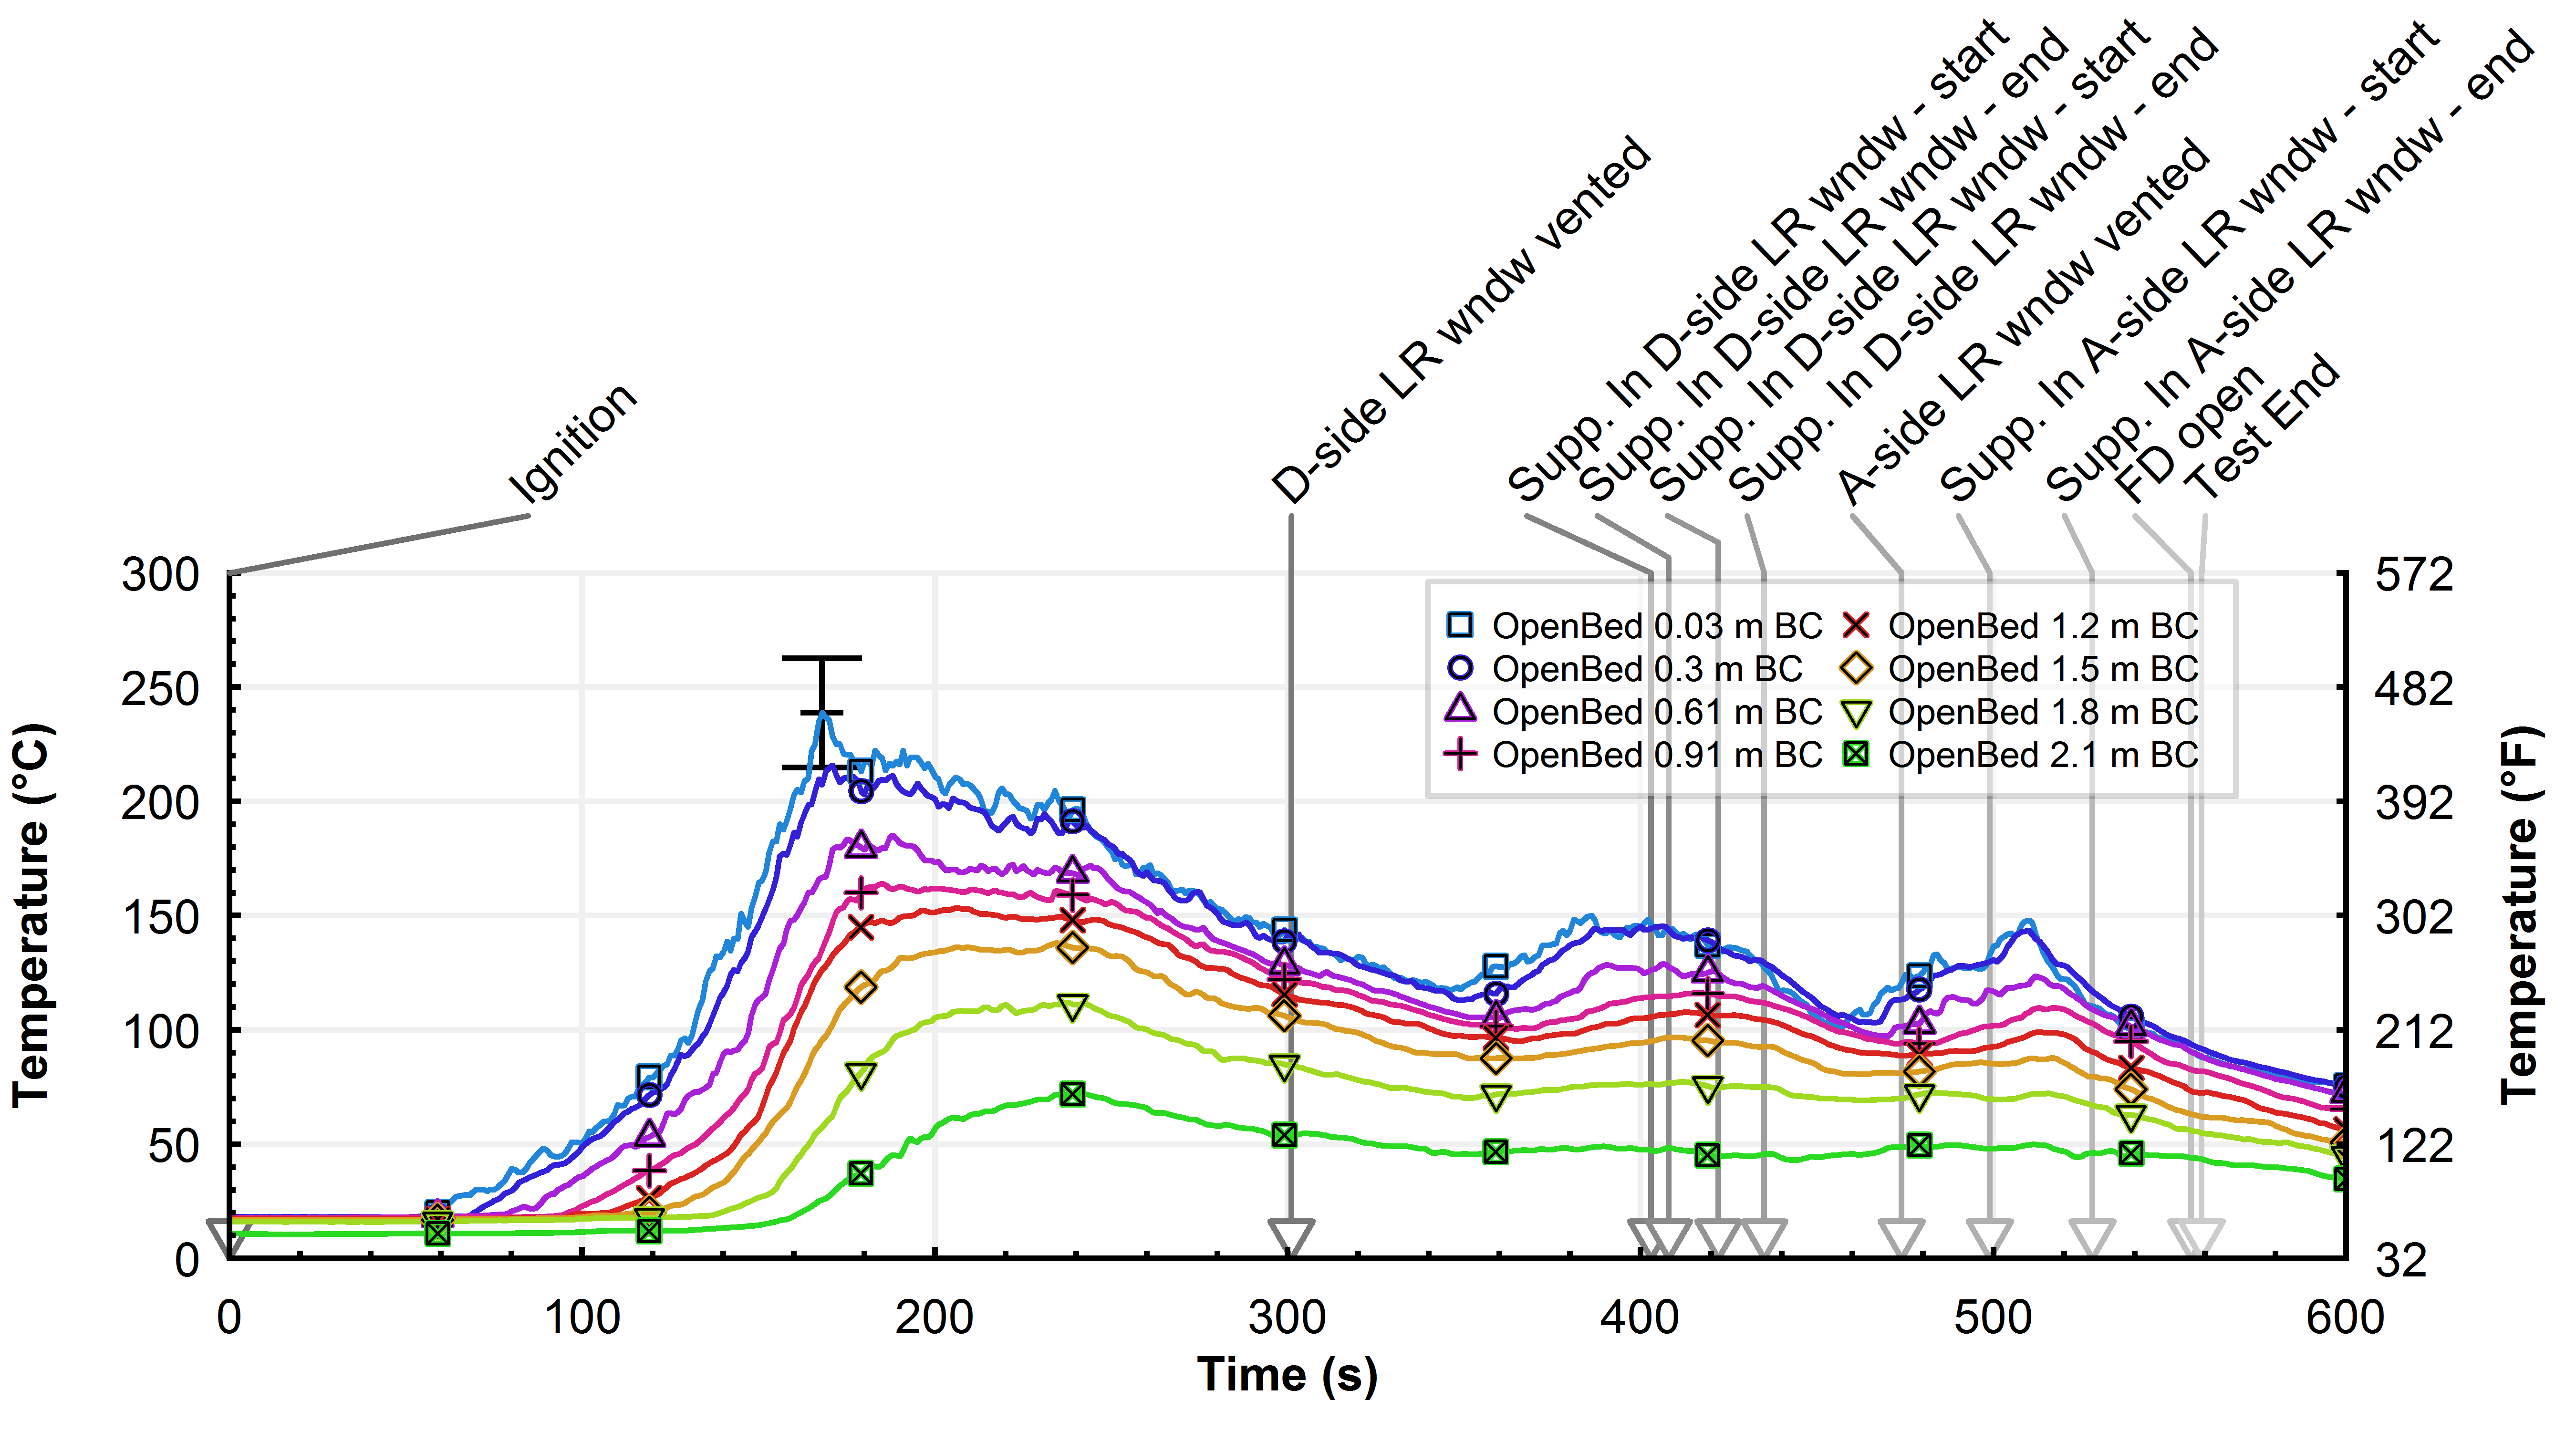 Ignition
D-side LR wndw vented
Supp. In D-side LR wndw - start
Supp. In D-side LR wndw - end
Supp. In D-side LR wndw - start
Supp. In D-side LR wndw - end
A-side LR wndw vented
Supp. In A-side LR wndw - start
Supp. In A-side LR wndw - end
FD open
Test End
Temperature (°C)
300
250
200
150
100
50
0
OpenBed 0.03 m BC
OpenBed 0.3 m BC
OpenBed 0.61 m BC
OpenBed 0.91 m BC
OpenBed 1.2 m BC
OpenBed 1.5 m BC
OpenBed 1.8 m BC
OpenBed 2.1 m BC
572
482
392
302
212
122
32
Temperature (°F)
0 100 200 300 400 500 600
Time (s)